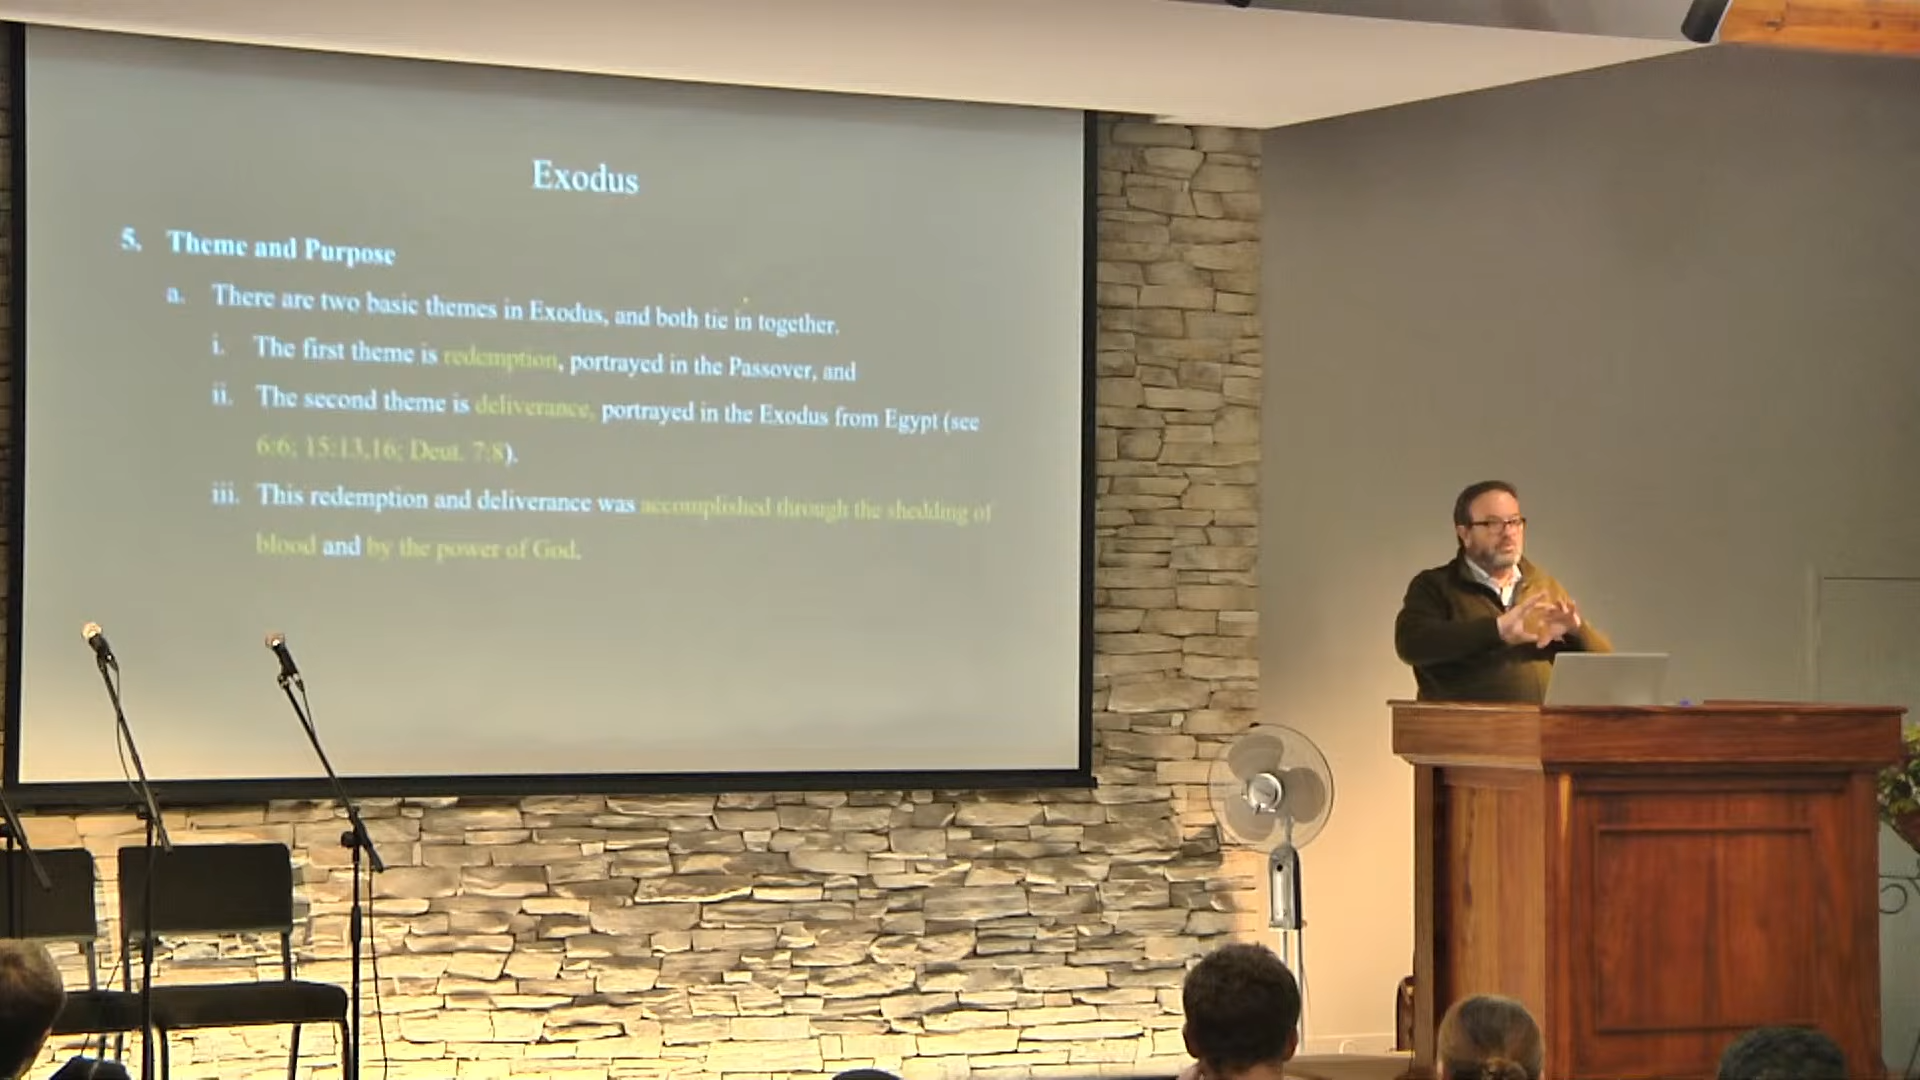 Exodus
5. Theme and Purpose
a. There are two basic themes in Exodus, and both tie in together.
i. The first theme is redemption, portrayed in the Passover, and
ii. The second theme is deliverance, portrayed in the Exodus from Egypt (see
6:6; 15:13,16; Deut. 7:8).
iii. This redemption and deliverance was accomplished through the shedding of
blood and by the power of God.